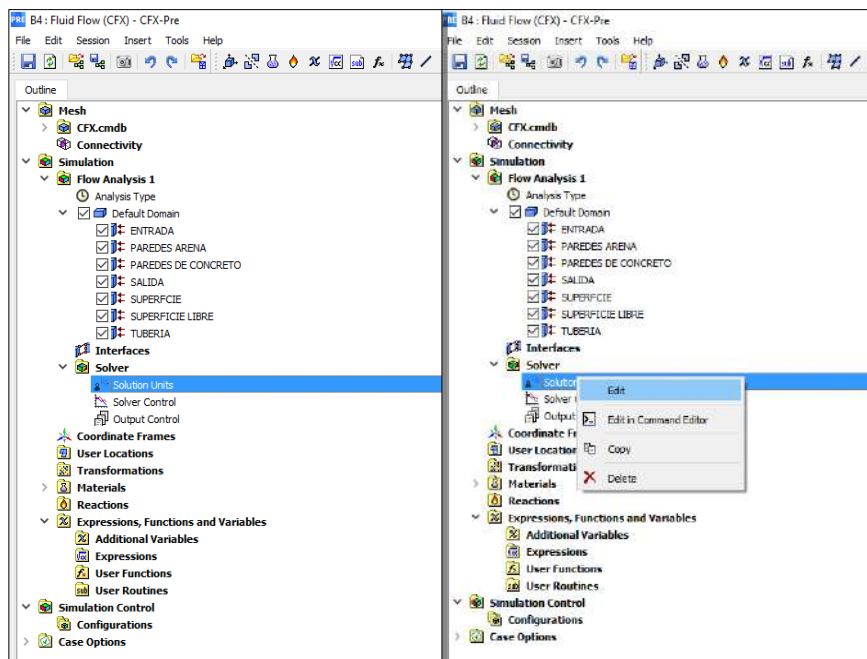 B4 : Fluid Flow (CFX) - CFX-Pre
File Edit Session Insert Tools Help
Outline
Mesh
CFX.cmdb
Connectivity
Simulation
Flow Analysis 1
Analysis Type
Default Domain
ENTRADA
PAREDES ARENA
PAREDES DE CONCRETO
SALIDA
SUPERFCIE
SUPERFICIE LIBRE
TUBERIA
Interfaces
Solver
Solution Units
Solver Control
Output Control
Coordinate Frames
User Locations
Transformations
Materials
Reactions
Expressions, Functions and Variables
Additional Variables
Expressions
User Functions
User Routines
Simulation Control
Configurations
Case Options
B4 : Fluid Flow (CFX) - CFX-Pre
File Edit Session Insert Tools Help
Outline
Mesh
CFX.cmdb
Connectivity
Simulation
Flow Analysis 1
Analysis Type
Default Domain
ENTRADA
PAREDES ARENA
PAREDES DE CONCRETO
SALIDA
SUPERFCIE
SUPERFICIE LIBRE
TUBERIA
Interfaces
Solver
Solution
Edit
Solver
Output
Edit in Command Editor
Coordinate Fr
User Location
Copy
Transformati
Materials
Delete
Reactions
Expressions, Functions and Variables
Additional Variables
Expressions
User Functions
User Routines
Simulation Control
Configurations
Case Options